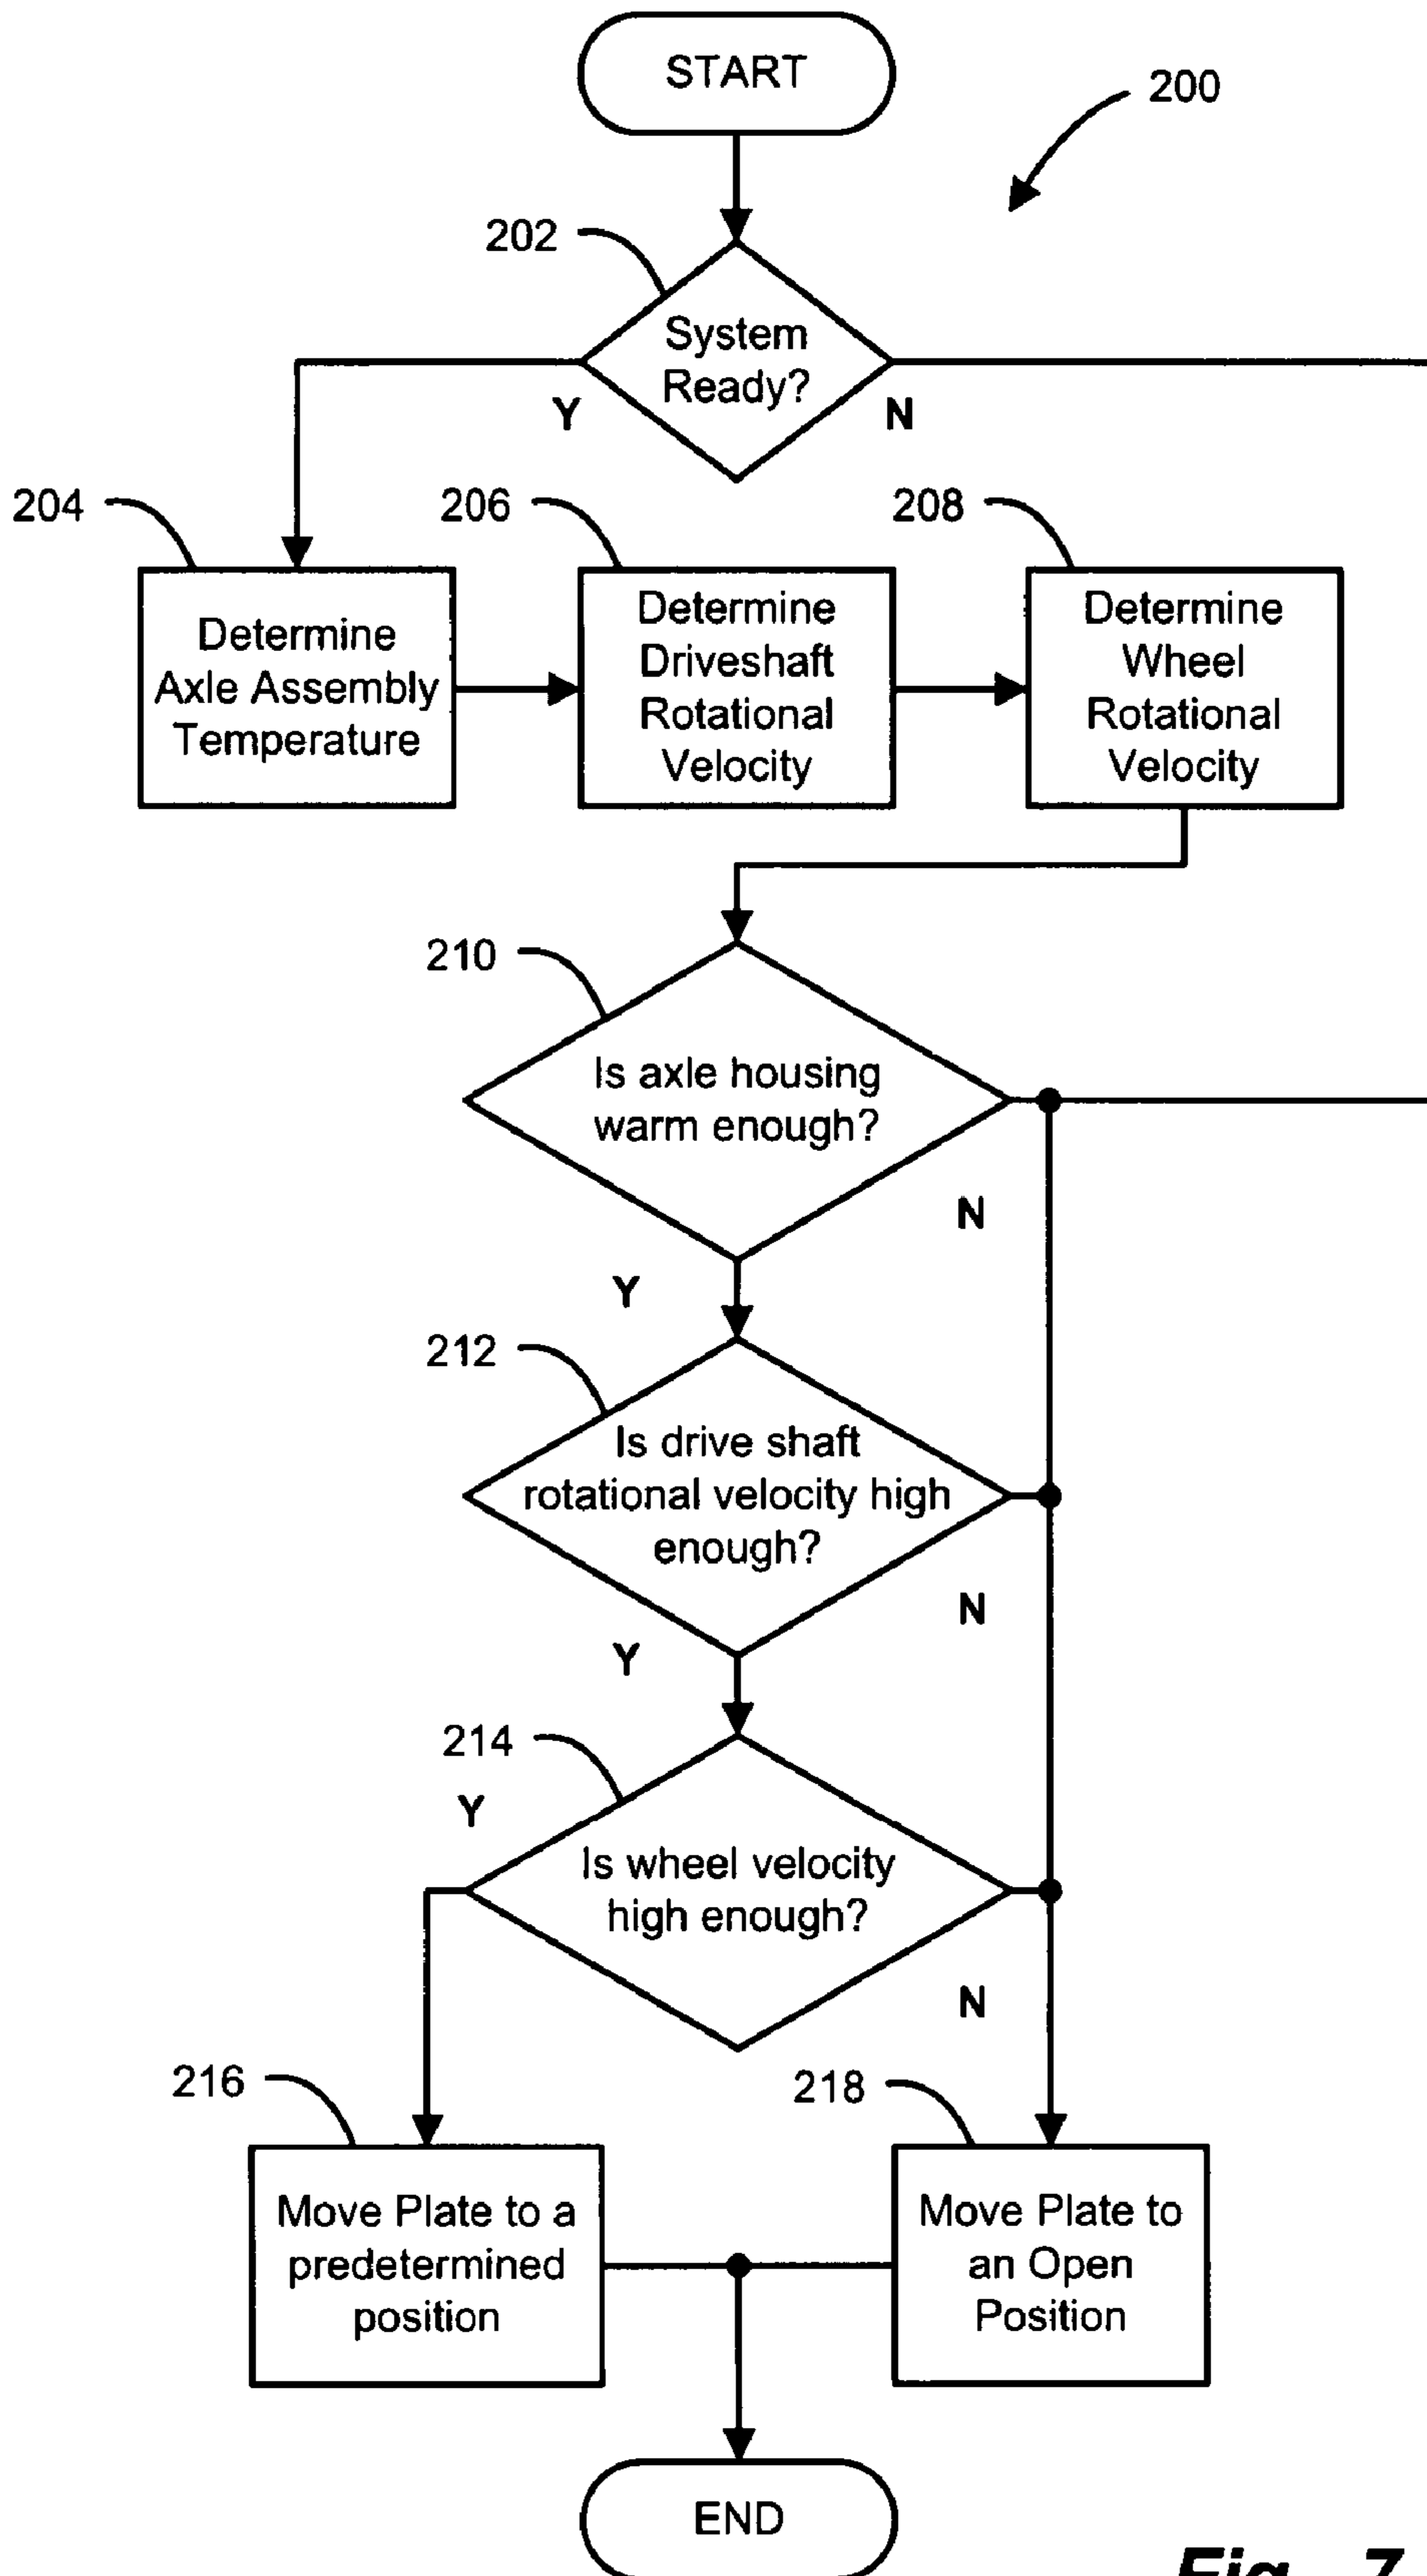 START
200
202
System
Ready?
Y
N
204
206
208
Determine
Axle Assembly
Temperature
Determine
Driveshaft
Rotational
Velocity
Determine
Wheel
Rotational
Velocity
210
Is axle housing
warm enough?
N
Y
212
Is drive shaft
rotational velocity high
enough?
N
Y
214
Y
Is wheel velocity
high enough?
N
216
218
Move Plate to a
predetermined
position
Move Plate to
an Open
Position
END
Fig. 7